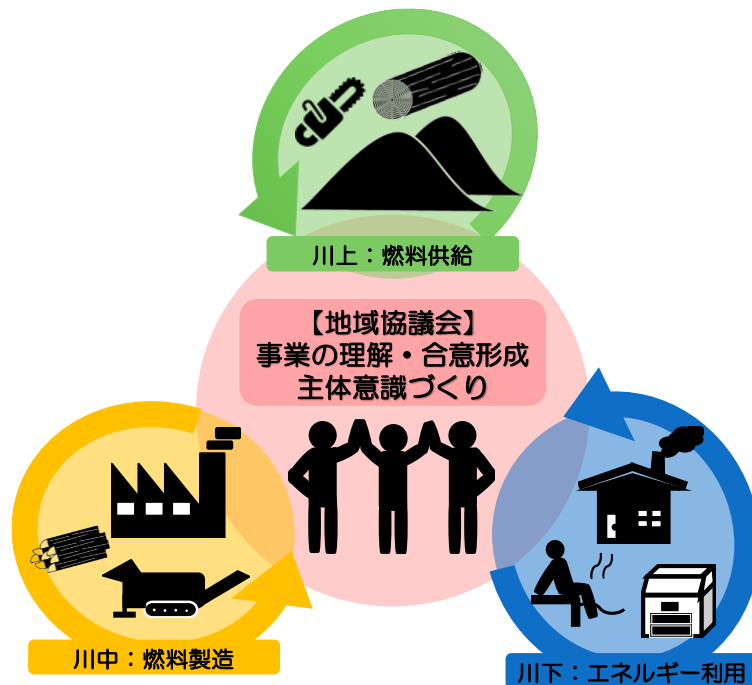 川上：燃料供給
【地域協議会】
事業の理解・合意形成
主体意識づくり
川中：燃料製造
川下：エネルギー利用